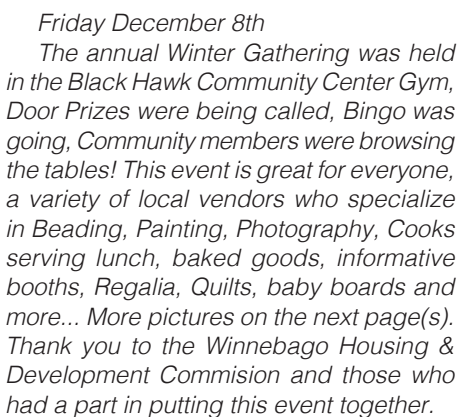 Friday December 8th
The annual Winter Gathering was held
in the Black Hawk Community Center Gym,
Door Prizes were being called, Bingo was
going, Community members were browsing
the tables! This event is great for everyone,
a variety of local vendors who specialize
in Beading, Painting, Photography, Cooks
serving lunch, baked goods, informative
booths, Regalia, Quilts, baby boards and
more... More pictures on the next page(s).
Thank you to the Winnebago Housing &
Development Commision and those who
had a part in putting this event together.